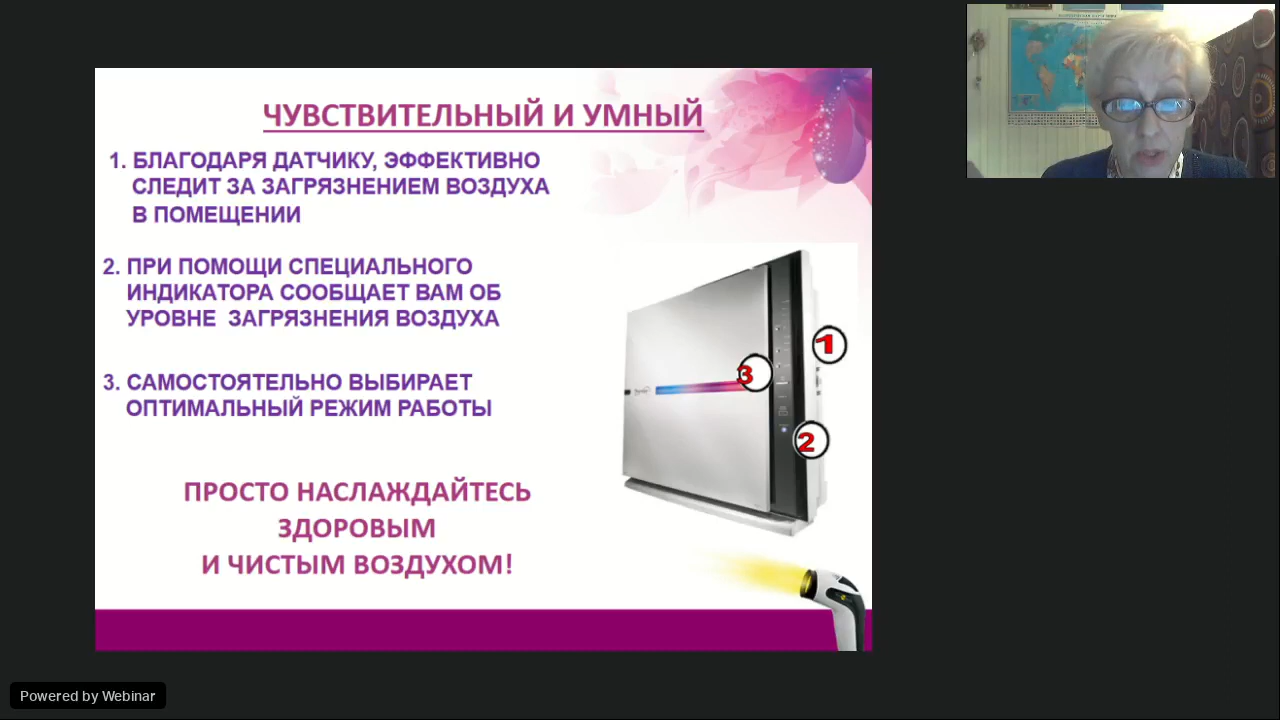 ЧУВСТВИТЕЛЬНЫЙ И УМНЫЙ
1. БЛАГОДАРЯ ДАТЧИКУ, ЭФФЕКТИВНО
СЛЕДИТ ЗА ЗАГРЯЗНЕНИЕМ ВОЗДУХА
В ПОМЕЩЕНИИ
2. ПРИ ПОМОЩИ СПЕЦИАЛЬНОГО
ИНДИКАТОРА СООБЩАЕТ ВАМ ОБ
УРОВНЕ ЗАГРЯЗНЕНИЯ ВОЗДУХА
3. САМОСТОЯТЕЛЬНО ВЫБИРАЕТ
ОПТИМАЛЬНЫЙ РЕЖИМ РАБОТЫ
ПРОСТО НАСЛАЖДАЙТЕСЬ
ЗДОРОВЫМ
И ЧИСТЫМ ВОЗДУХОМ!
1
3
2
Powered by Webinar